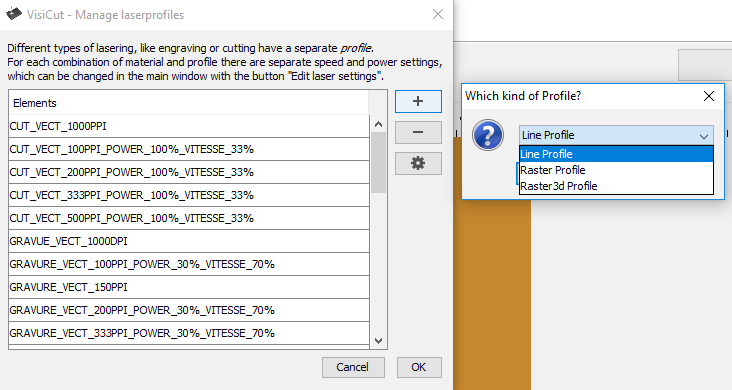 VisiCut - Manage laserprofiles
Different types of lasering, like engraving or cutting have a separate profile.
For each combination of material and profile there are separate speed and power settings,
which can be changed in the main window with the button "Edit laser settings".
Elements
CUT_VECT_1000PPI
CUT_VECT_100PPI_POWER_100%_VITESSE_33%
CUT_VECT_200PPI_POWER_100%_VITESSE_33%
CUT_VECT_333PPI_POWER_100%_VITESSE_33%
CUT_VECT_500PPI_POWER_100%_VITESSE_33%
GRAVUE_VECT_1000DPI
GRAVURE_VECT_100PPI_POWER_30%_VITESSE_70%
GRAVURE_VECT_150PPI
GRAVURE_VECT_200PPI_POWER_30%_VITESSE_70%
GRAVURE_VECT_333PPI_POWER_30%_VITESSE_70%
Cancel
OK
Which kind of Profile?
Line Profile
Line Profile
Raster Profile
Raster3d Profile